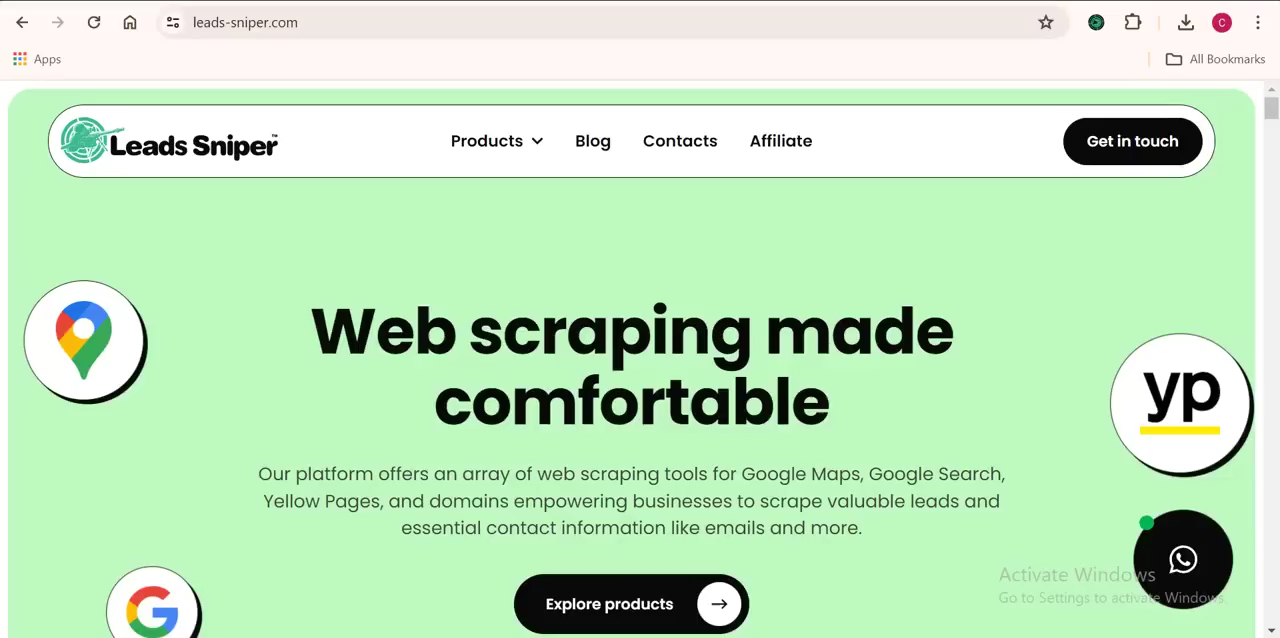 leads-sniper.com
C
Apps
All Bookmarks
Leads Sniper™
Products
Blog
Contacts
Affiliate
Get in touch
Web scraping made
comfortable
yp
Our platform offers an array of web scraping tools for Google Maps, Google Search,
Yellow Pages, and domains empowering businesses to scrape valuable leads and
essential contact information like emails and more.
G
Explore products
Activate Windows
Go to Settings to activate Windows.